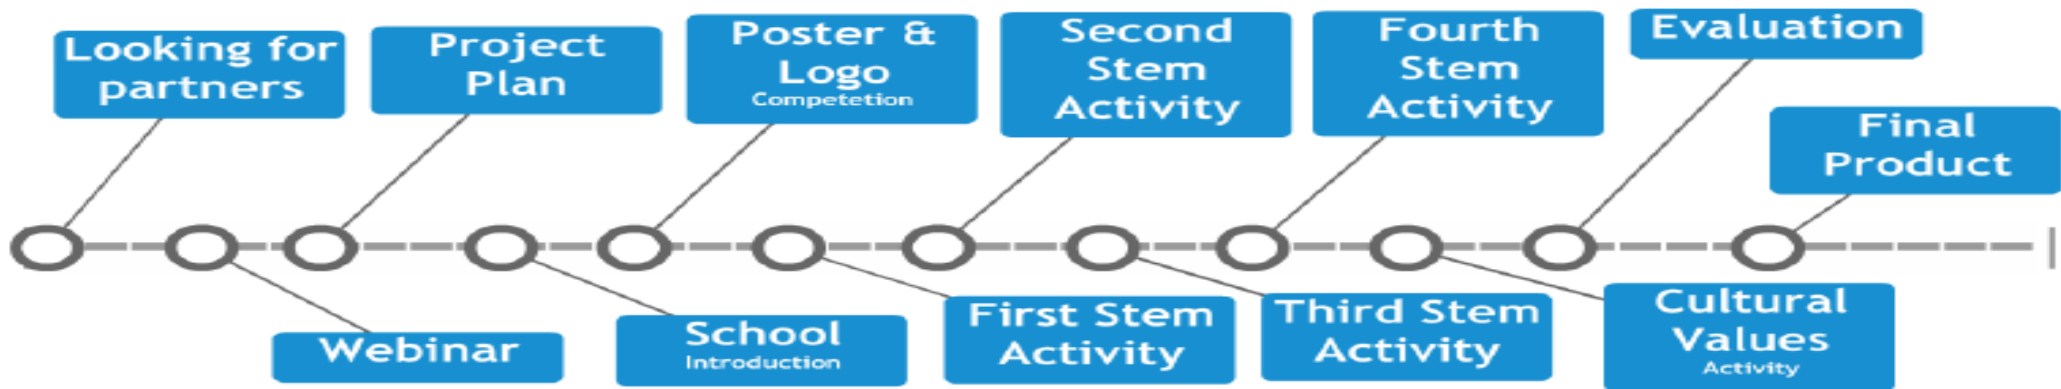 Looking for
partners
Webinar
Project
Plan
School
Introduction
Poster &
Logo
Competetion
First Stem
Activity
Second
Stem
Activity
Third Stem
Activity
Fourth
Stem
Activity
Cultural
Values
Activity
Evaluation
Final
Product